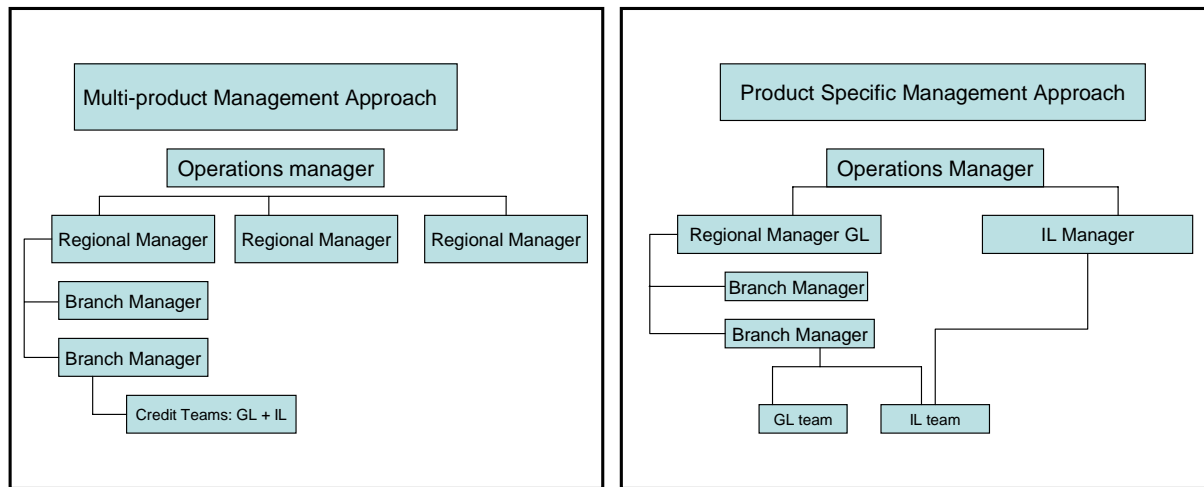 Multi-product Management Approach
Operations manager
Regional Manager
Regional Manager
Regional Manager
Branch Manager
Branch Manager
Credit Teams: GL + IL
Product Specific Management Approach
Operations Manager
Regional Manager GL
IL Manager
Branch Manager
Branch Manager
GL team
IL team